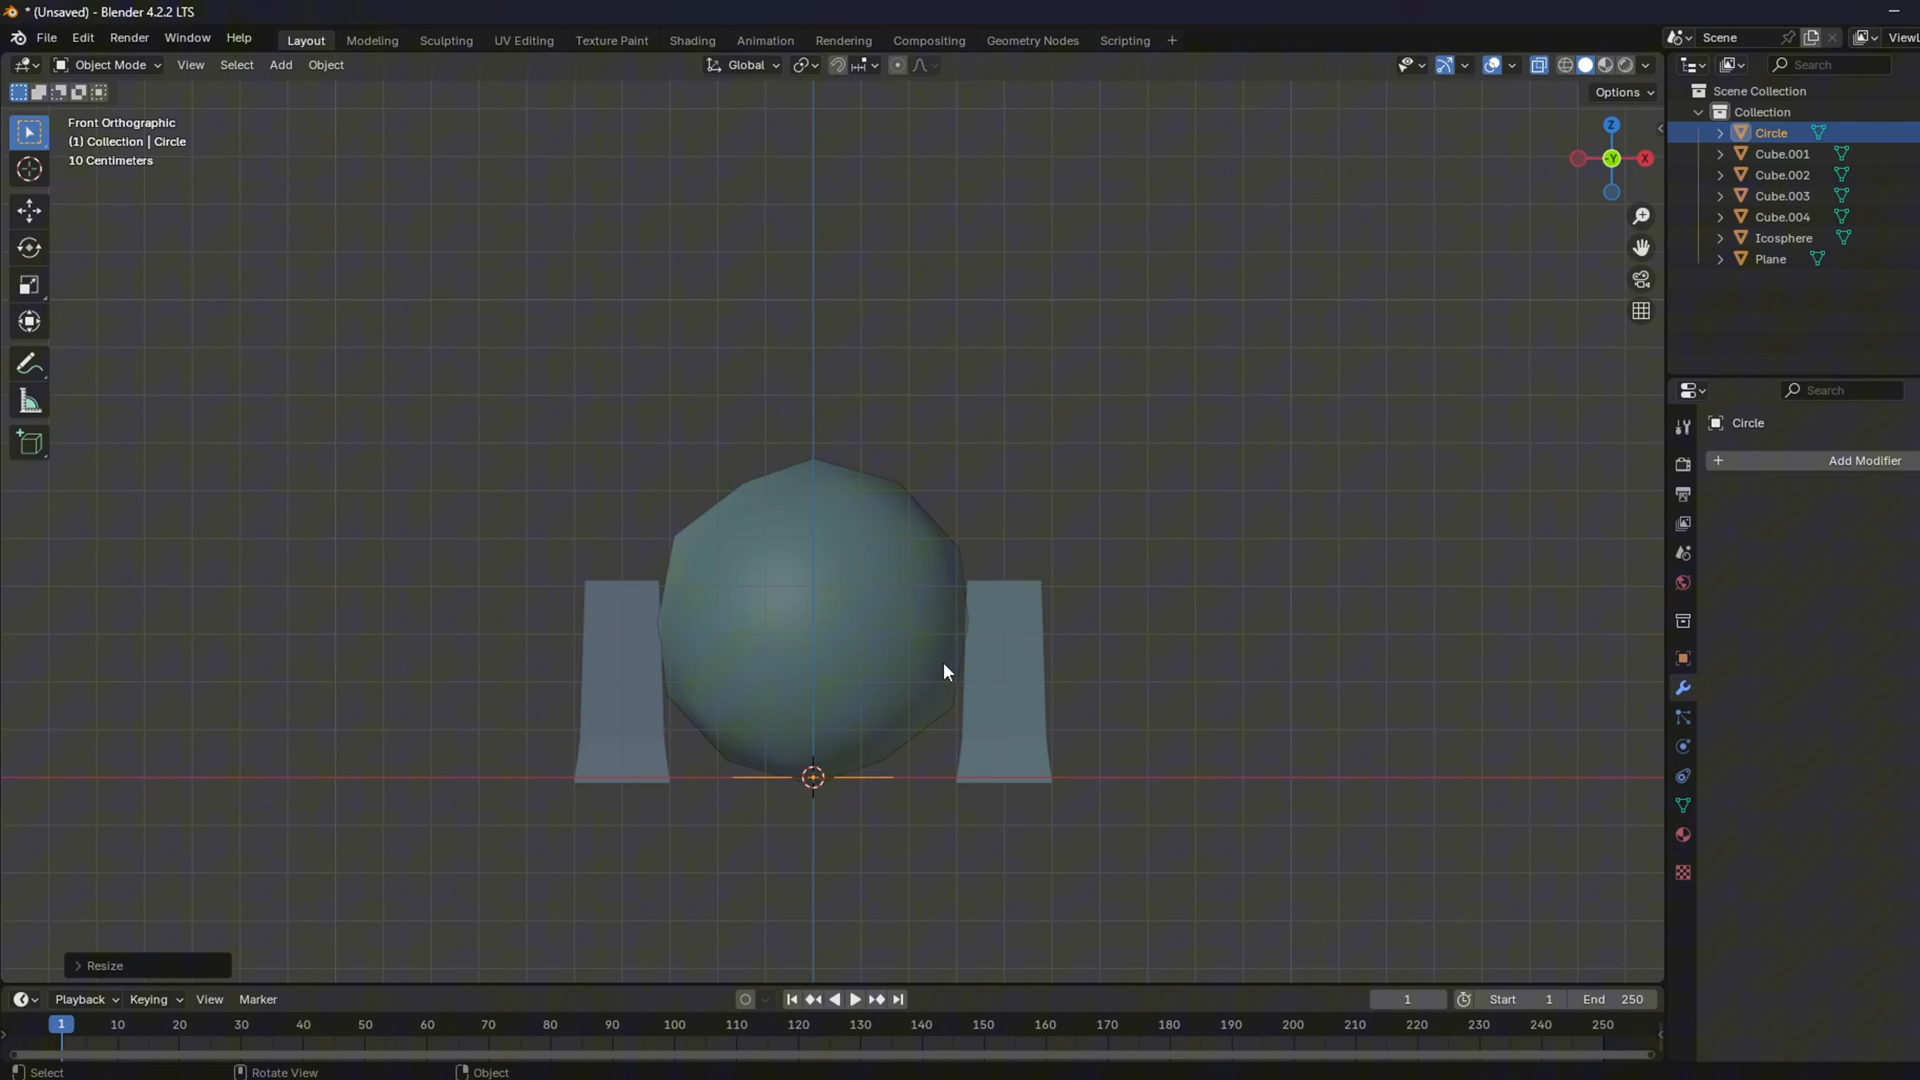 * (Unsaved) - Blender 4.2.2 LTS
File Edit Render Window Help Layout Modeling Sculpting UV Editing Texture Paint Shading Animation Rendering Compositing Geometry Nodes Scripting + Scene
Object Mode View Select Add Object Global Search
Options
Scene Collection
Collection
Circle
Cube.001
Cube.002
Cube.003
Cube.004
Icosphere
Plane
Front Orthographic
(1) Collection | Circle
10 Centimeters
Z
-Y
X
Search
Circle
+ Add Modifier
Resize
Playback Keying View Marker 1 Start 1 End 250
1 10 20 30 40 50 60 70 80 90 100 110 120 130 140 150 160 170 180 190 200 210 220 230 240 250
Select Rotate View Object